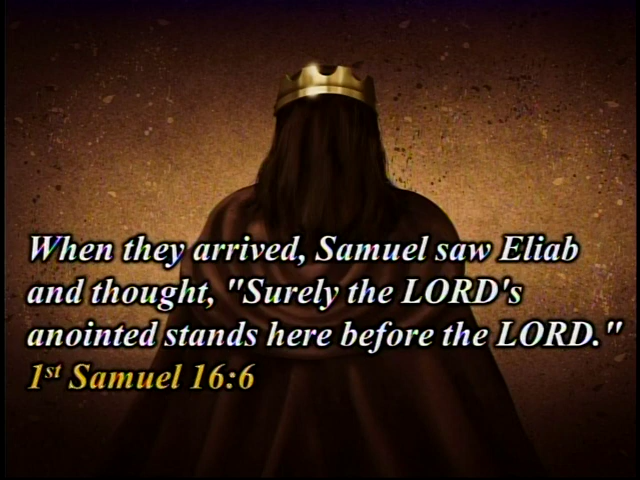 When they arrived, Samuel saw Eliab
and thought, "Surely the LORD's
anointed stands here before the LORD."
1st Samuel 16:6